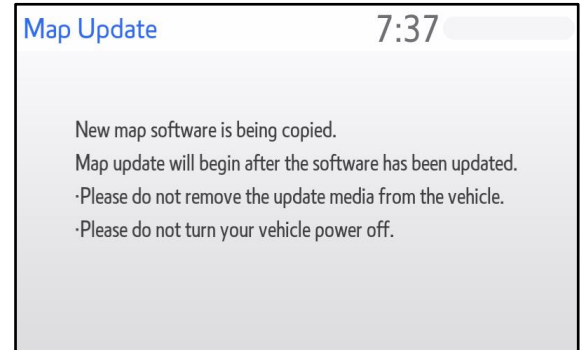 Map Update 7:37
New map software is being copied.
Map update will begin after the software has been updated.
·Please do not remove the update media from the vehicle.
·Please do not turn your vehicle power off.